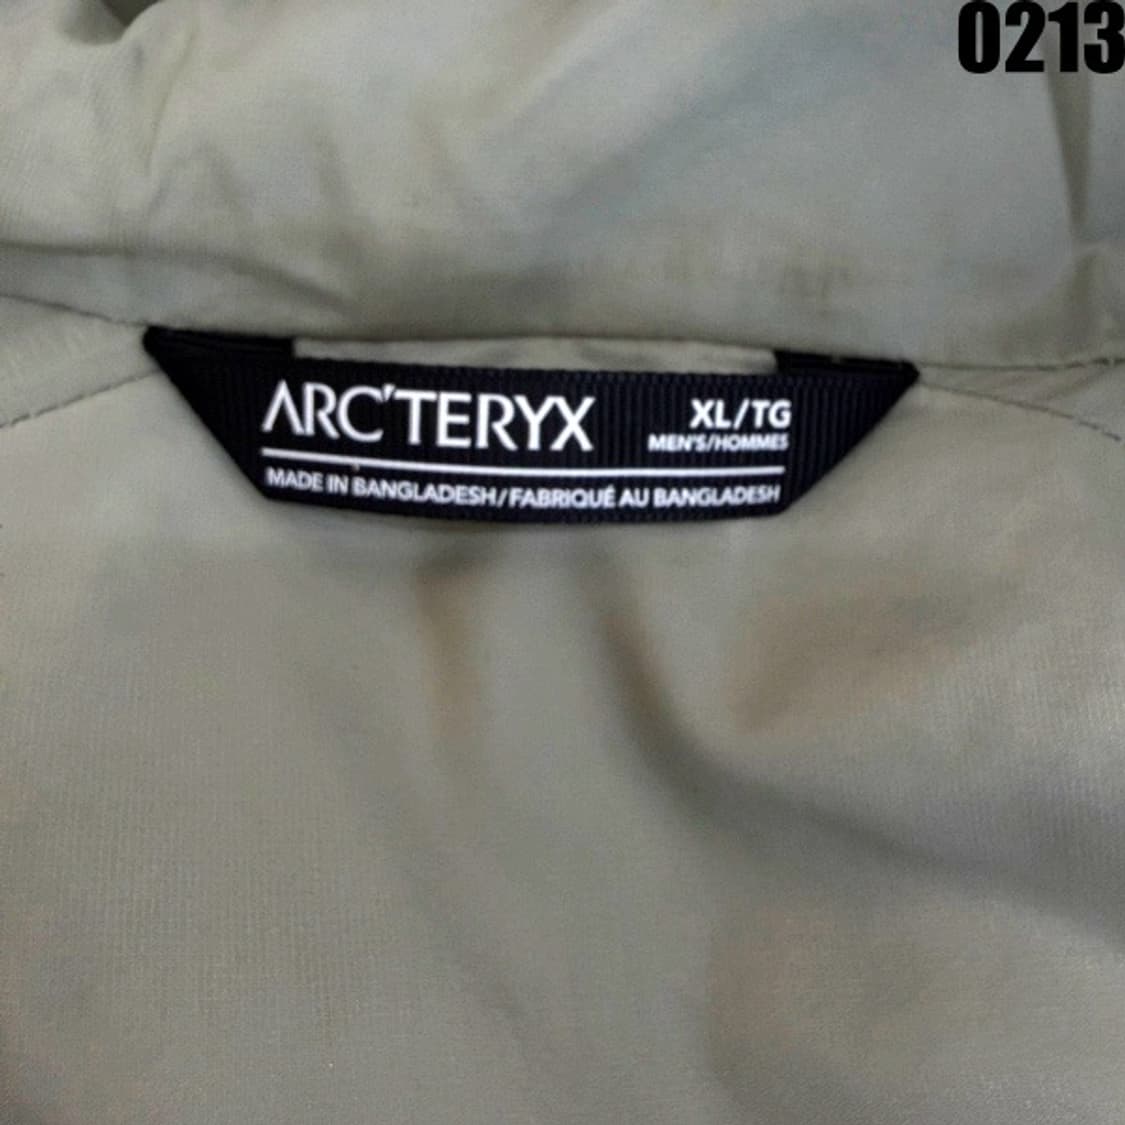 0213
ARC'TERYX
XL/TG
MEN'S/HOMMES
MADE IN BANGLADESH/FABRIQUÉ AU BANGLADESH